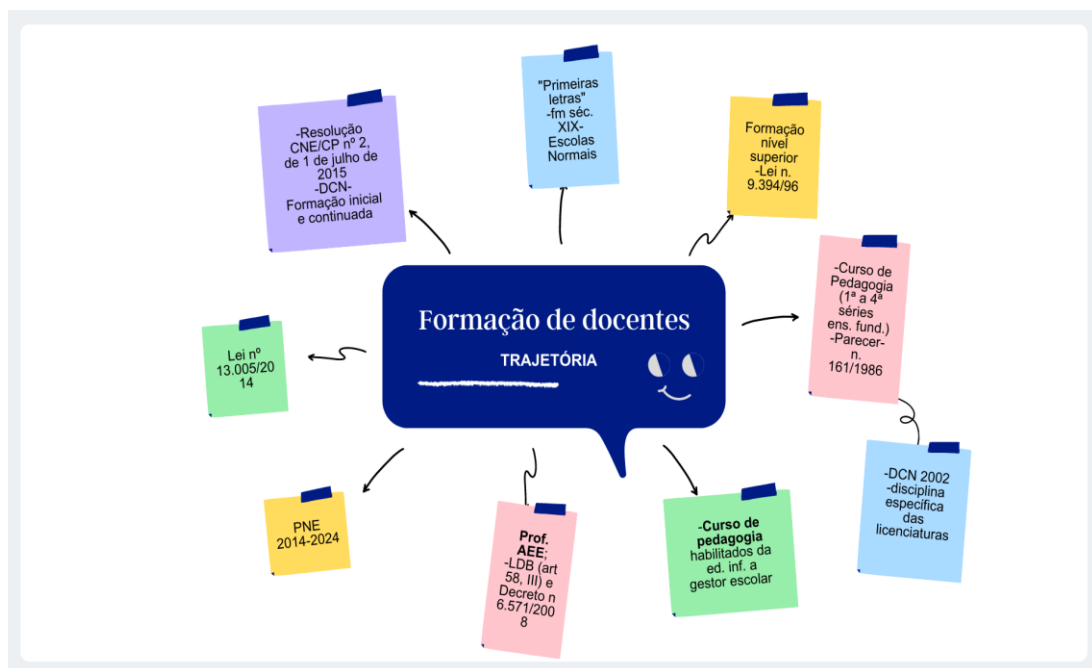 Formação de docentes
TRAJETÓRIA
"Primeiras
letras"
-fm séc.
XIX-
Escolas
Normais
Formação
nível
superior
-Lei n.
9.394/96
-Curso de
Pedagogia
(1ª a 4ª
séries
ens. fund.)
-Parecer-
n.
161/1986
-DCN 2002
-disciplina
específica
das
licenciaturas
-Curso de
pedagogia
habilitados da
ed. inf. a
gestor escolar
Prof.
AEE;
-LDB (art
58, III) e
Decreto n
6.571/200
8
PNE
2014-2024
Lei nº
13.005/20
14
-Resolução
CNE/CP nº 2,
de 1 de julho de
2015
-DCN-
Formação inicial
e continuada